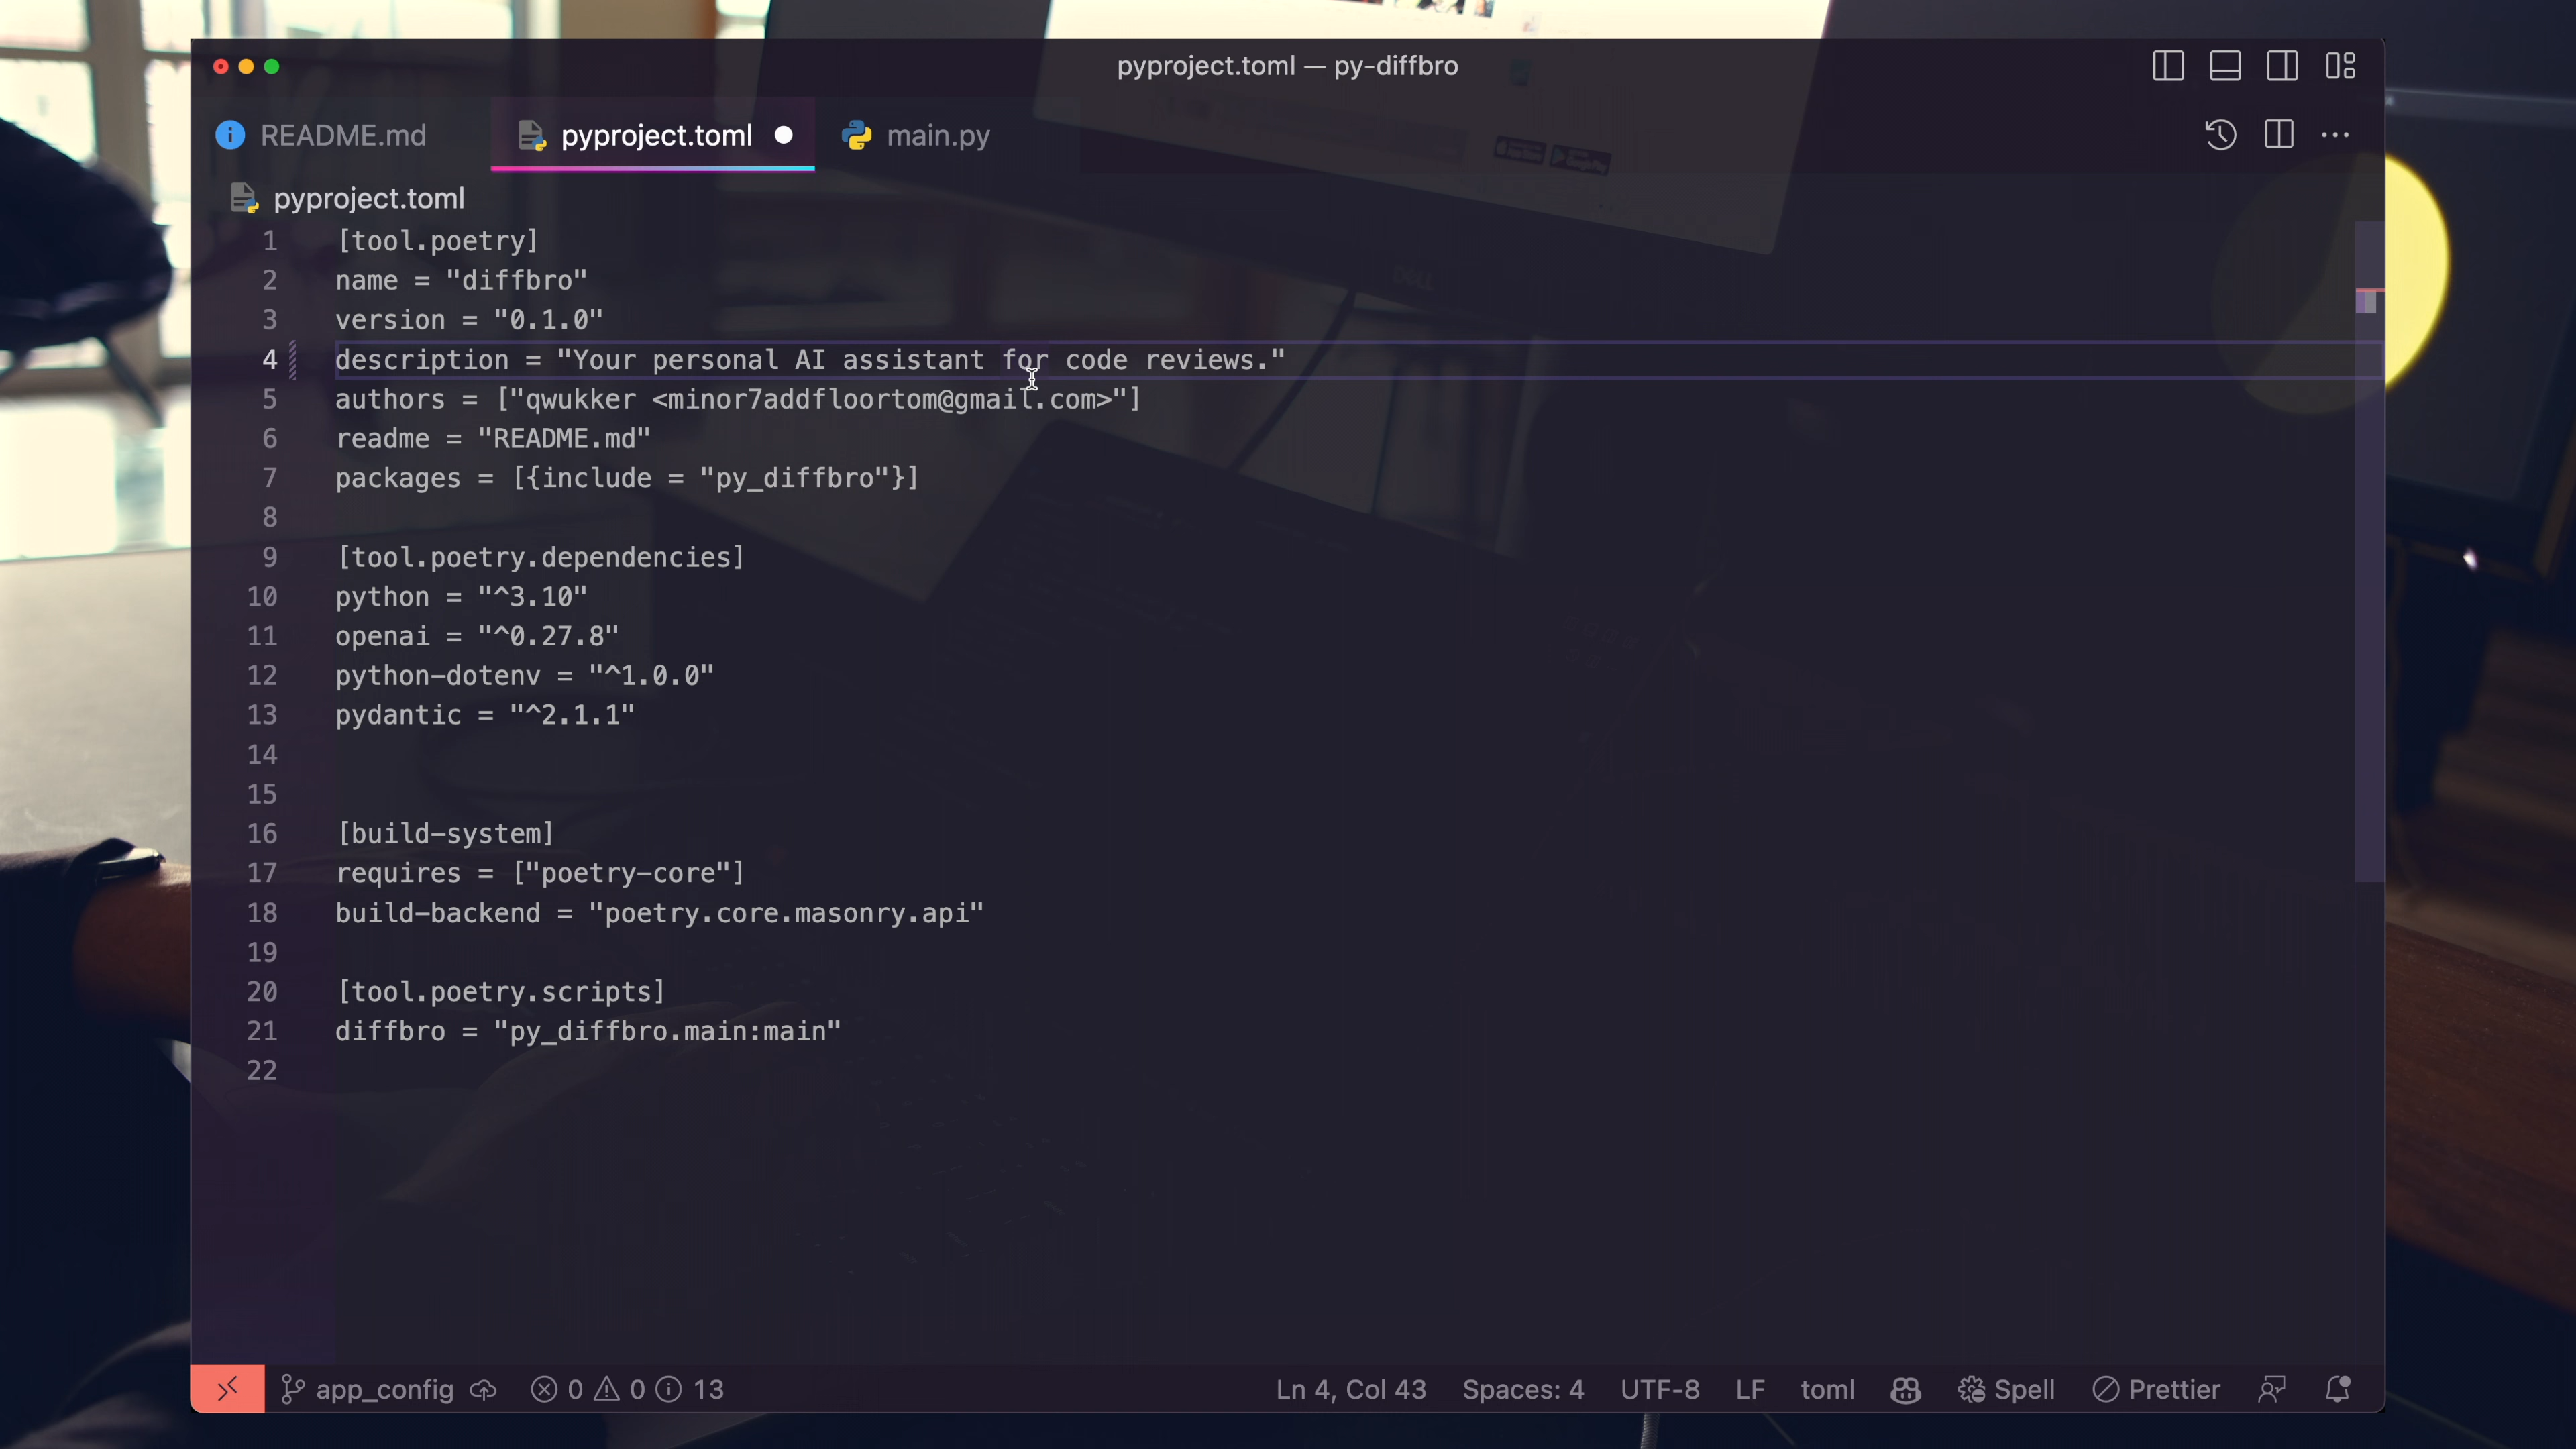 pyproject.toml — py-diffbro
README.md
pyproject.toml
main.py
pyproject.toml
1 [tool.poetry]
2 name = "diffbro"
3 version = "0.1.0"
4 description = "Your personal AI assistant for code reviews."
5 authors = ["qwukker <minor7addfloortom@gmail.com>"]
6 readme = "README.md"
7 packages = [{include = "py_diffbro"}]
8
9 [tool.poetry.dependencies]
10 python = "^3.10"
11 openai = "^0.27.8"
12 python-dotenv = "^1.0.0"
13 pydantic = "^2.1.1"
14
15
16 [build-system]
17 requires = ["poetry-core"]
18 build-backend = "poetry.core.masonry.api"
19
20 [tool.poetry.scripts]
21 diffbro = "py_diffbro.main:main"
22
app_config 0 0 13 Ln 4, Col 43 Spaces: 4 UTF-8 LF toml Spell Prettier
DELL